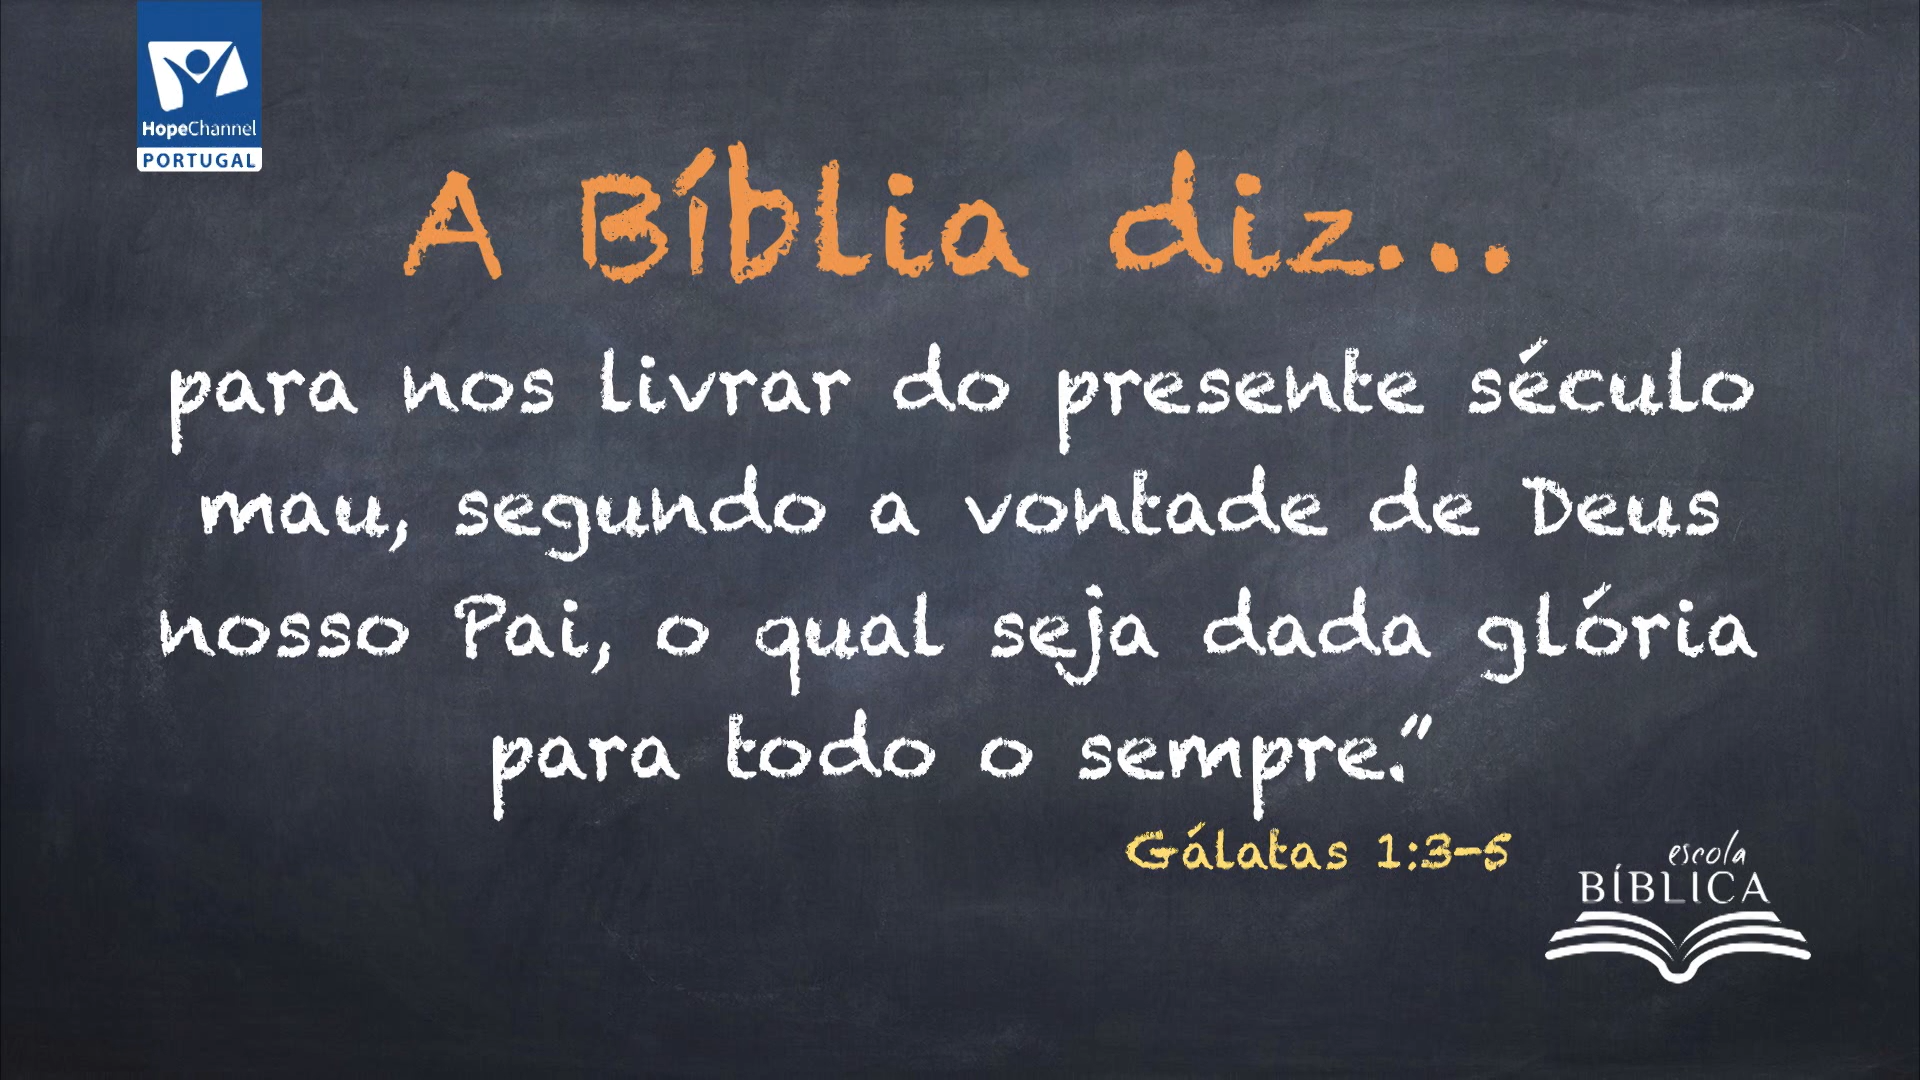 HopeChannel
PORTUGAL
A Bíblia diz...
para nos livrar do presente século
mau, segundo a vontade de Deus
nosso Pai, o qual seja dada glória
para todo o sempre.”
Gálatas 1:3-5
escola
BÍBLICA